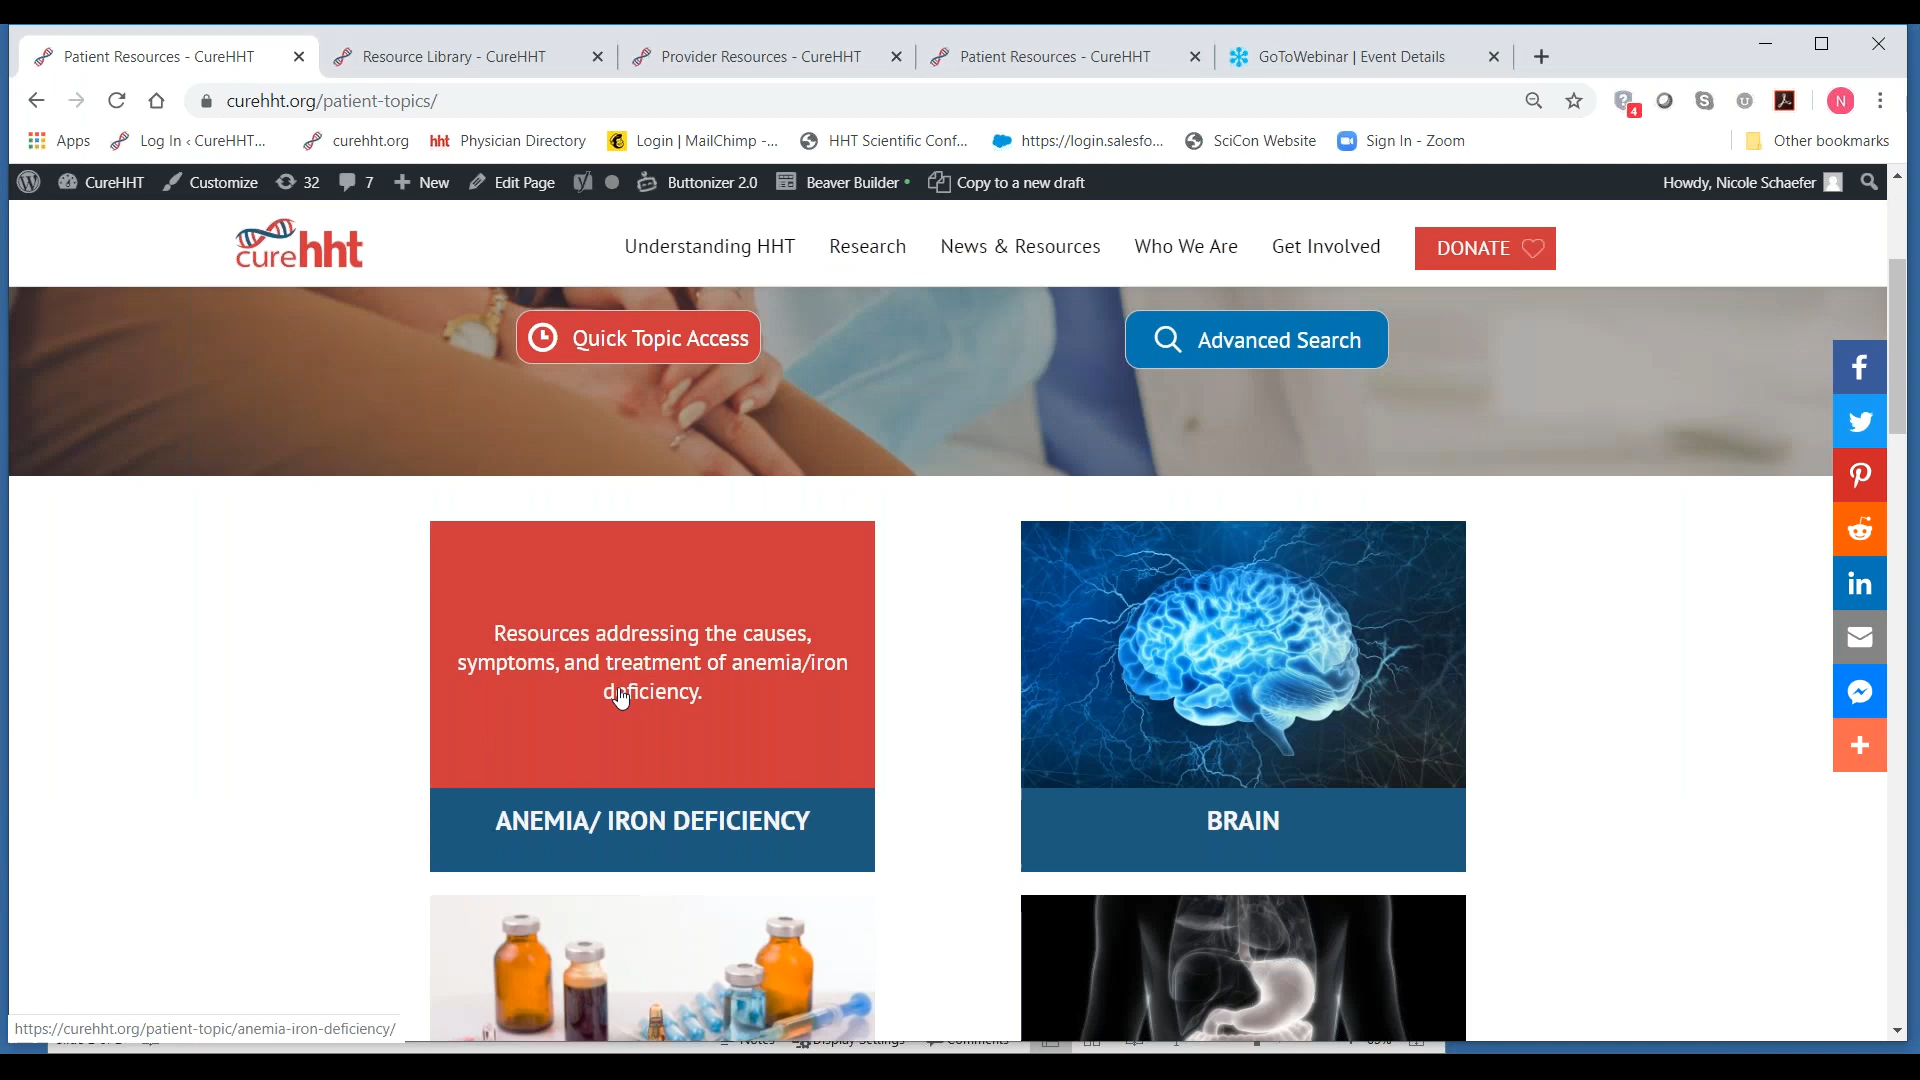 Patient Resources - CureHHT
Resource Library - CureHHT
Provider Resources - CureHHT
Patient Resources - CureHHT
GoToWebinar | Event Details
curehht.org/patient-topics/
4
N
Apps
Log In ‹ CureHHT...
curehht.org
hht Physician Directory
Login | MailChimp -...
HHT Scientific Conf...
https://login.salesfo...
SciCon Website
Sign In - Zoom
Other bookmarks
CureHHT
Customize
32
7
New
Edit Page
Buttonizer 2.0
Beaver Builder
Copy to a new draft
Howdy, Nicole Schaefer
curehht
Understanding HHT
Research
News & Resources
Who We Are
Get Involved
DONATE
Quick Topic Access
Advanced Search
Resources addressing the causes,
symptoms, and treatment of anemia/iron
deficiency.
ANEMIA/ IRON DEFICIENCY
BRAIN
https://curehht.org/patient-topic/anemia-iron-deficiency/
Notes
Display Settings
Comments